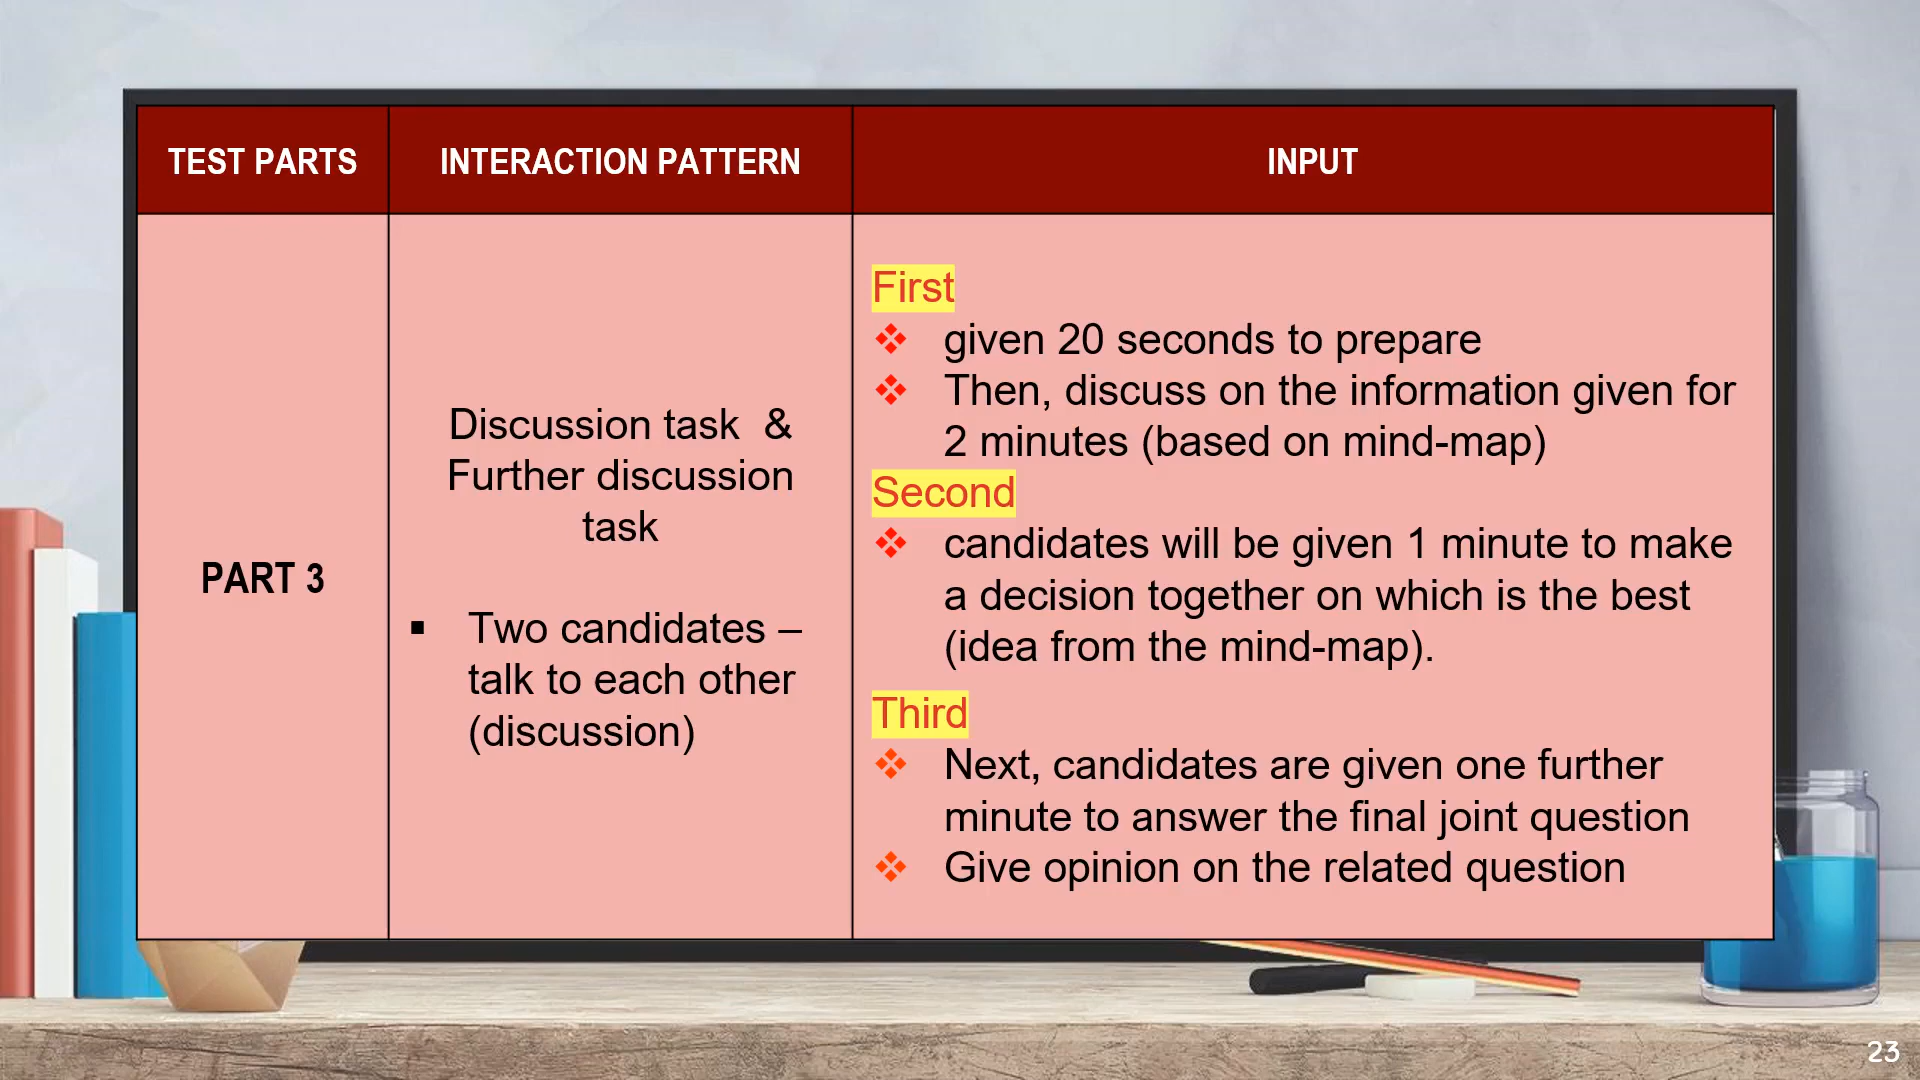 TEST PARTS
INTERACTION PATTERN
INPUT
PART 3
Discussion task &
Further discussion
task
▪ Two candidates –
talk to each other
(discussion)
First
❖ given 20 seconds to prepare
❖ Then, discuss on the information given for
2 minutes (based on mind-map)
Second
❖ candidates will be given 1 minute to make
a decision together on which is the best
(idea from the mind-map).
Third
❖ Next, candidates are given one further
minute to answer the final joint question
❖ Give opinion on the related question
23